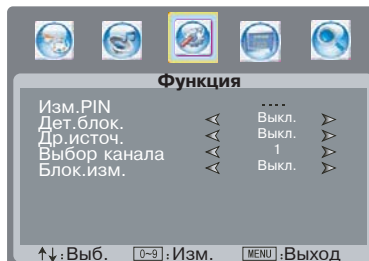 Функция
Изм.PIN ----
Дет.блок. Выкл.
Др.источ. Выкл.
Выбор канала 1
Блок.изм. Выкл.
↑↓:Выб. 0~9:Изм. MENU:Выход